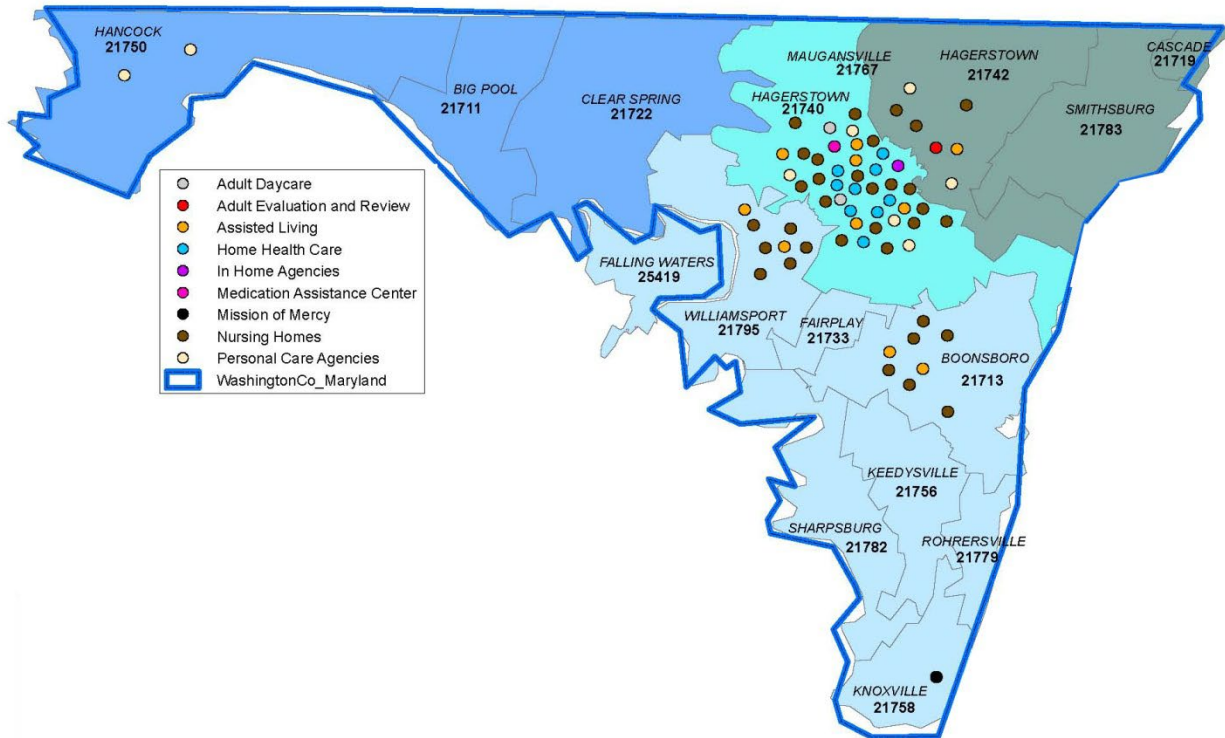 HANCOCK
21750
BIG POOL
21711
CLEAR SPRING
21722
MAUGANSVILLE
21767
HAGERSTOWN
21740
HAGERSTOWN
21742
CASCADE
21719
SMITHSBURG
21783
FALLING WATERS
25419
WILLIAMSPORT
21795
FAIRPLAY
21733
BOONSBORO
21713
KEEDYSVILLE
21756
SHARPSBURG
21782
ROHRERSVILLE
21779
KNOXVILLE
21758
Adult Daycare
Adult Evaluation and Review
Assisted Living
Home Health Care
In Home Agencies
Medication Assistance Center
Mission of Mercy
Nursing Homes
Personal Care Agencies
WashingtonCo_Maryland